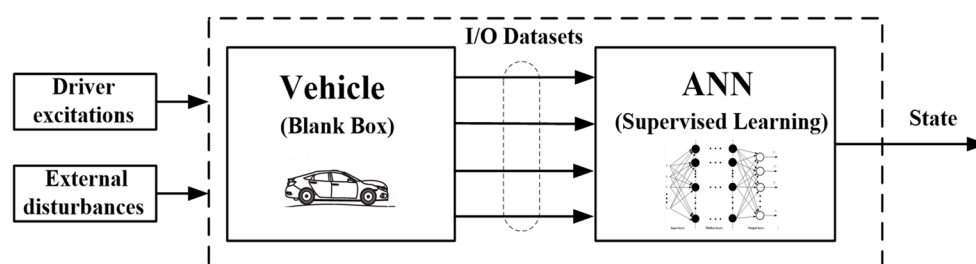 I/O Datasets
Driver
excitations
External
disturbances
Vehicle
(Blank Box)
ANN
(Supervised Learning)
State